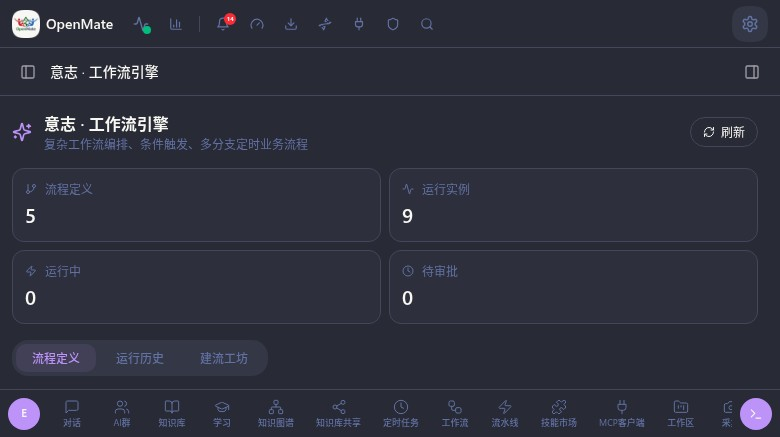 OpenMate
14
意志 · 工作流引擎
意志 · 工作流引擎
复杂工作流编排、条件触发、多分支定时业务流程
刷新
流程定义
5
运行实例
9
运行中
0
待审批
0
流程定义 运行历史 建流工坊
E 对话 AI群 知识库 学习 知识图谱 知识库共享 定时任务 工作流 流水线 技能市场 MCP客户端 工作区 采